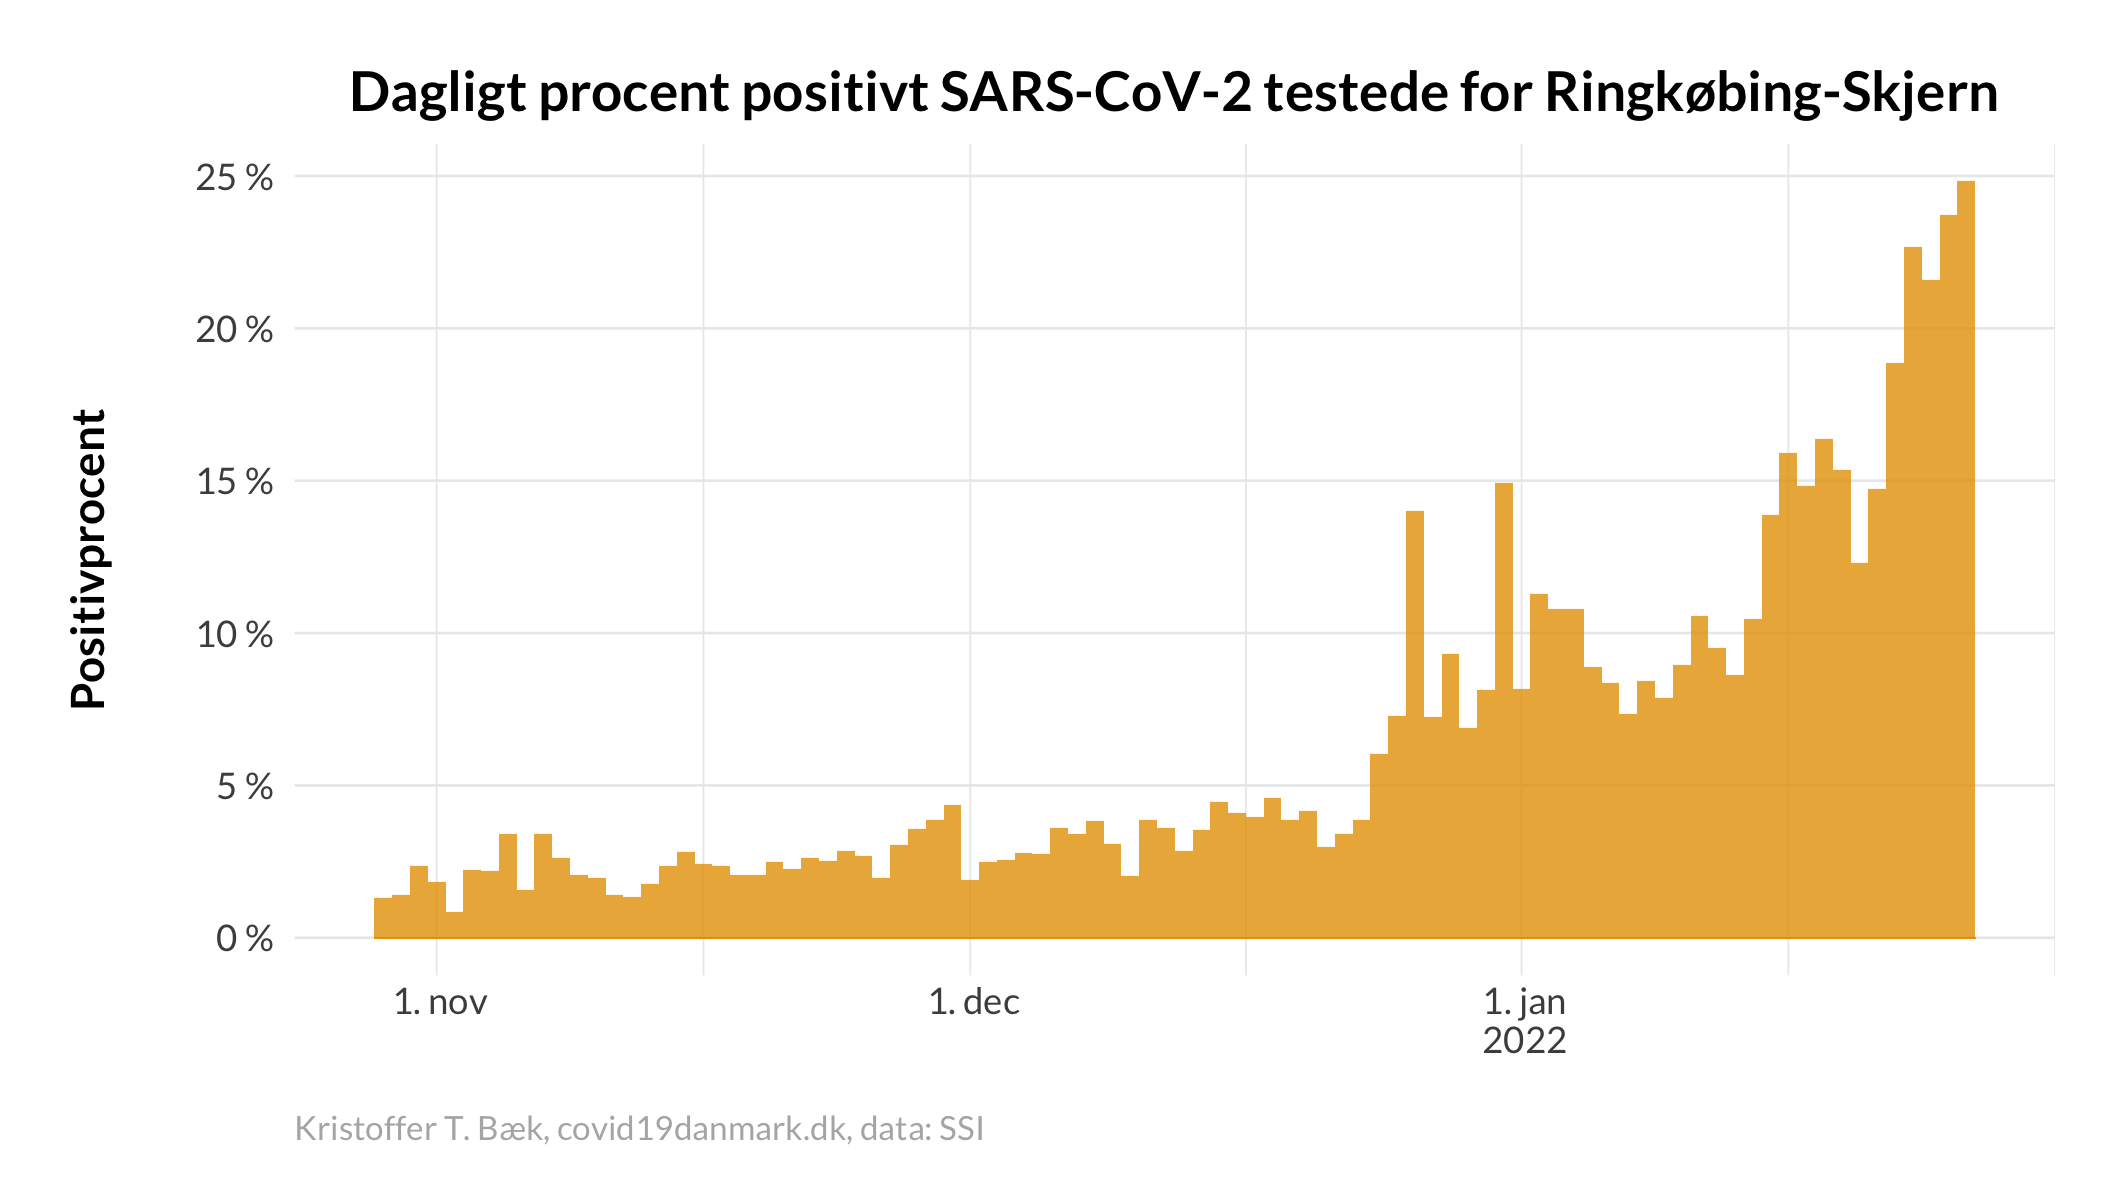 Dagligt procent positivt SARS-CoV-2 testede for Ringkøbing-Skjern
Positivprocent
25 %
20 %
15 %
10 %
5 %
0 %
1. nov
1. dec
1. jan
2022
Kristoffer T. Bæk, covid19danmark.dk, data: SSI